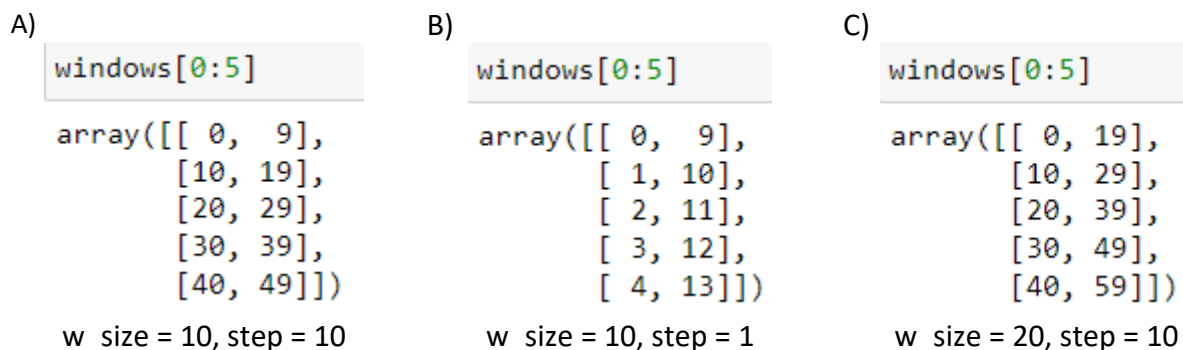 A)
windows[0:5]
array([[ 0,  9],
       [10, 19],
       [20, 29],
       [30, 39],
       [40, 49]])
w size = 10, step = 10
B)
windows[0:5]
array([[ 0,  9],
       [ 1, 10],
       [ 2, 11],
       [ 3, 12],
       [ 4, 13]])
w size = 10, step = 1
C)
windows[0:5]
array([[ 0, 19],
       [10, 29],
       [20, 39],
       [30, 49],
       [40, 59]])
w size = 20, step = 10